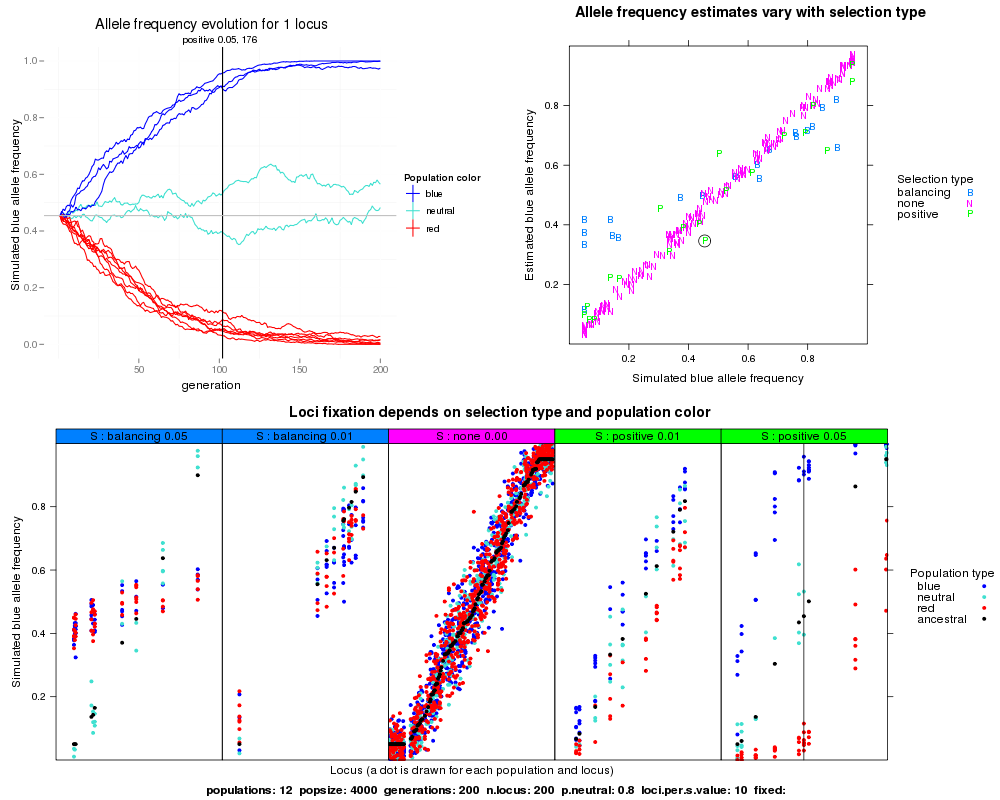 Allele frequency evolution for 1 locus
positive 0.05, 176
1.0
0.8
0.6
0.4
0.2
0.0
Simulated blue allele frequency
50
100
150
200
generation
Population color
blue
neutral
red
Allele frequency estimates vary with selection type
0.8
0.6
0.4
0.2
Estimated blue allele frequency
0.2
0.4
0.6
0.8
Simulated blue allele frequency
Selection type
balancing B
none N
positive P
Loci fixation depends on selection type and population color
S : balancing 0.05
S : balancing 0.01
S : none 0.00
S : positive 0.01
S : positive 0.05
0.8
0.6
0.4
0.2
Simulated blue allele frequency
Locus (a dot is drawn for each population and locus)
Population type
blue
neutral
red
ancestral
populations: 12 popsize: 4000 generations: 200 n.locus: 200 p.neutral: 0.8 loci.per.s.value: 10 fixed: